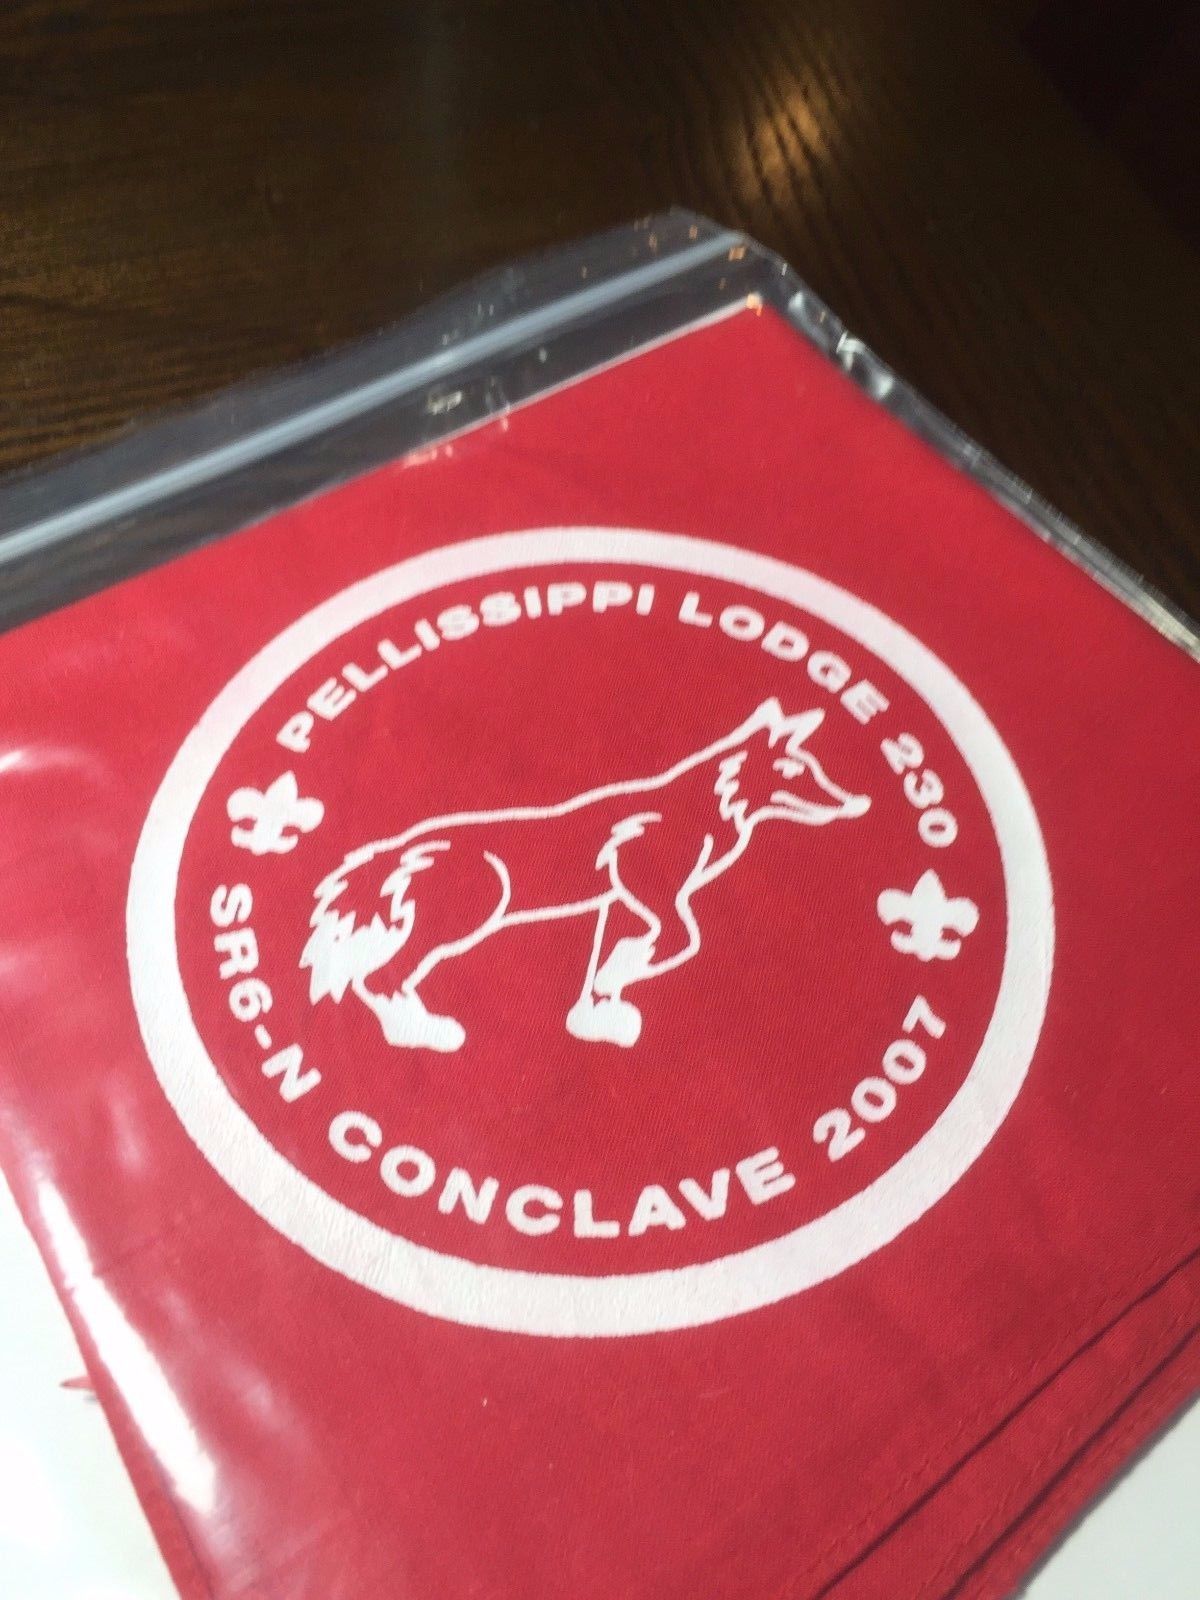 PELLISSIPPI LODGE 230
SR6-N CONCLAVE 2007